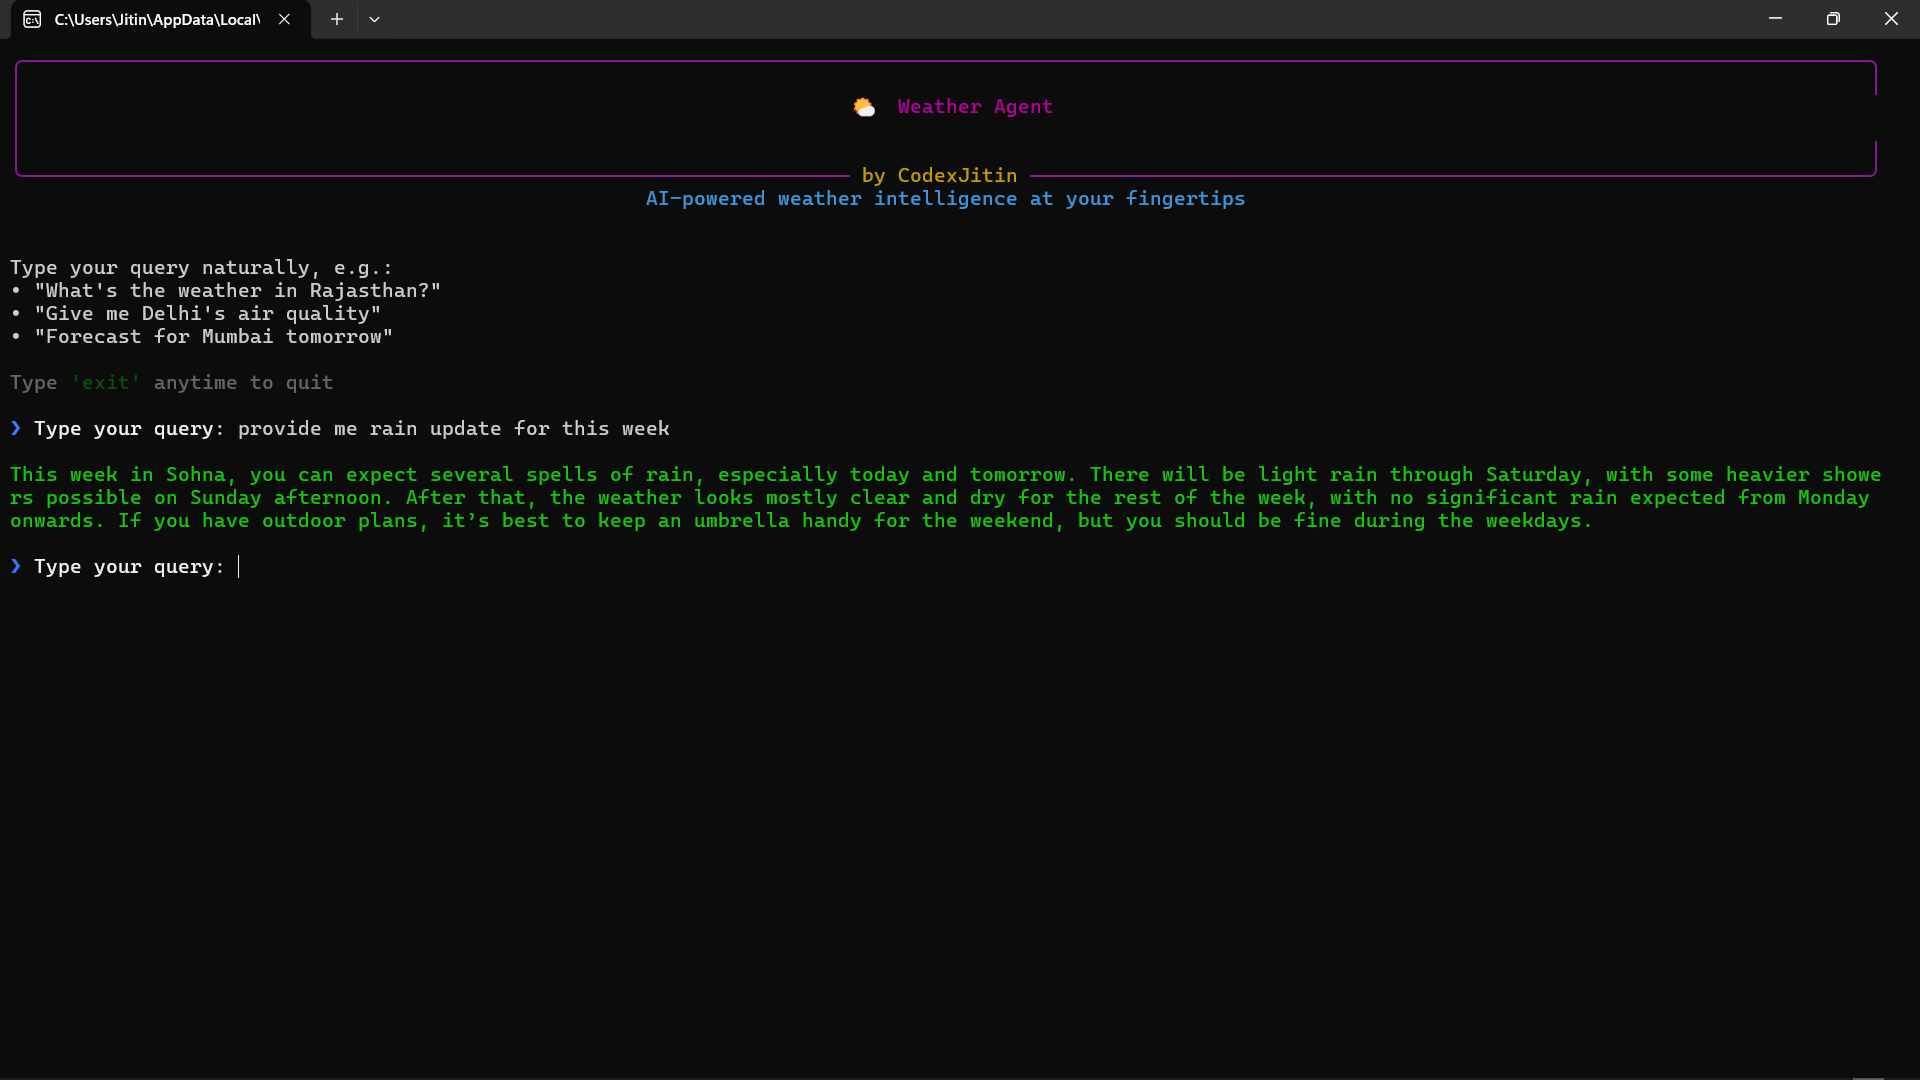 C:\Users\Jitin\AppData\Local\
Weather Agent
by CodexJitin
AI-powered weather intelligence at your fingertips
Type your query naturally, e.g.:
• "What's the weather in Rajasthan?"
• "Give me Delhi's air quality"
• "Forecast for Mumbai tomorrow"
Type 'exit' anytime to quit
❯ Type your query: provide me rain update for this week
This week in Sohna, you can expect several spells of rain, especially today and tomorrow. There will be light rain through Saturday, with some heavier showe
rs possible on Sunday afternoon. After that, the weather looks mostly clear and dry for the rest of the week, with no significant rain expected from Monday
onwards. If you have outdoor plans, it’s best to keep an umbrella handy for the weekend, but you should be fine during the weekdays.
❯ Type your query: